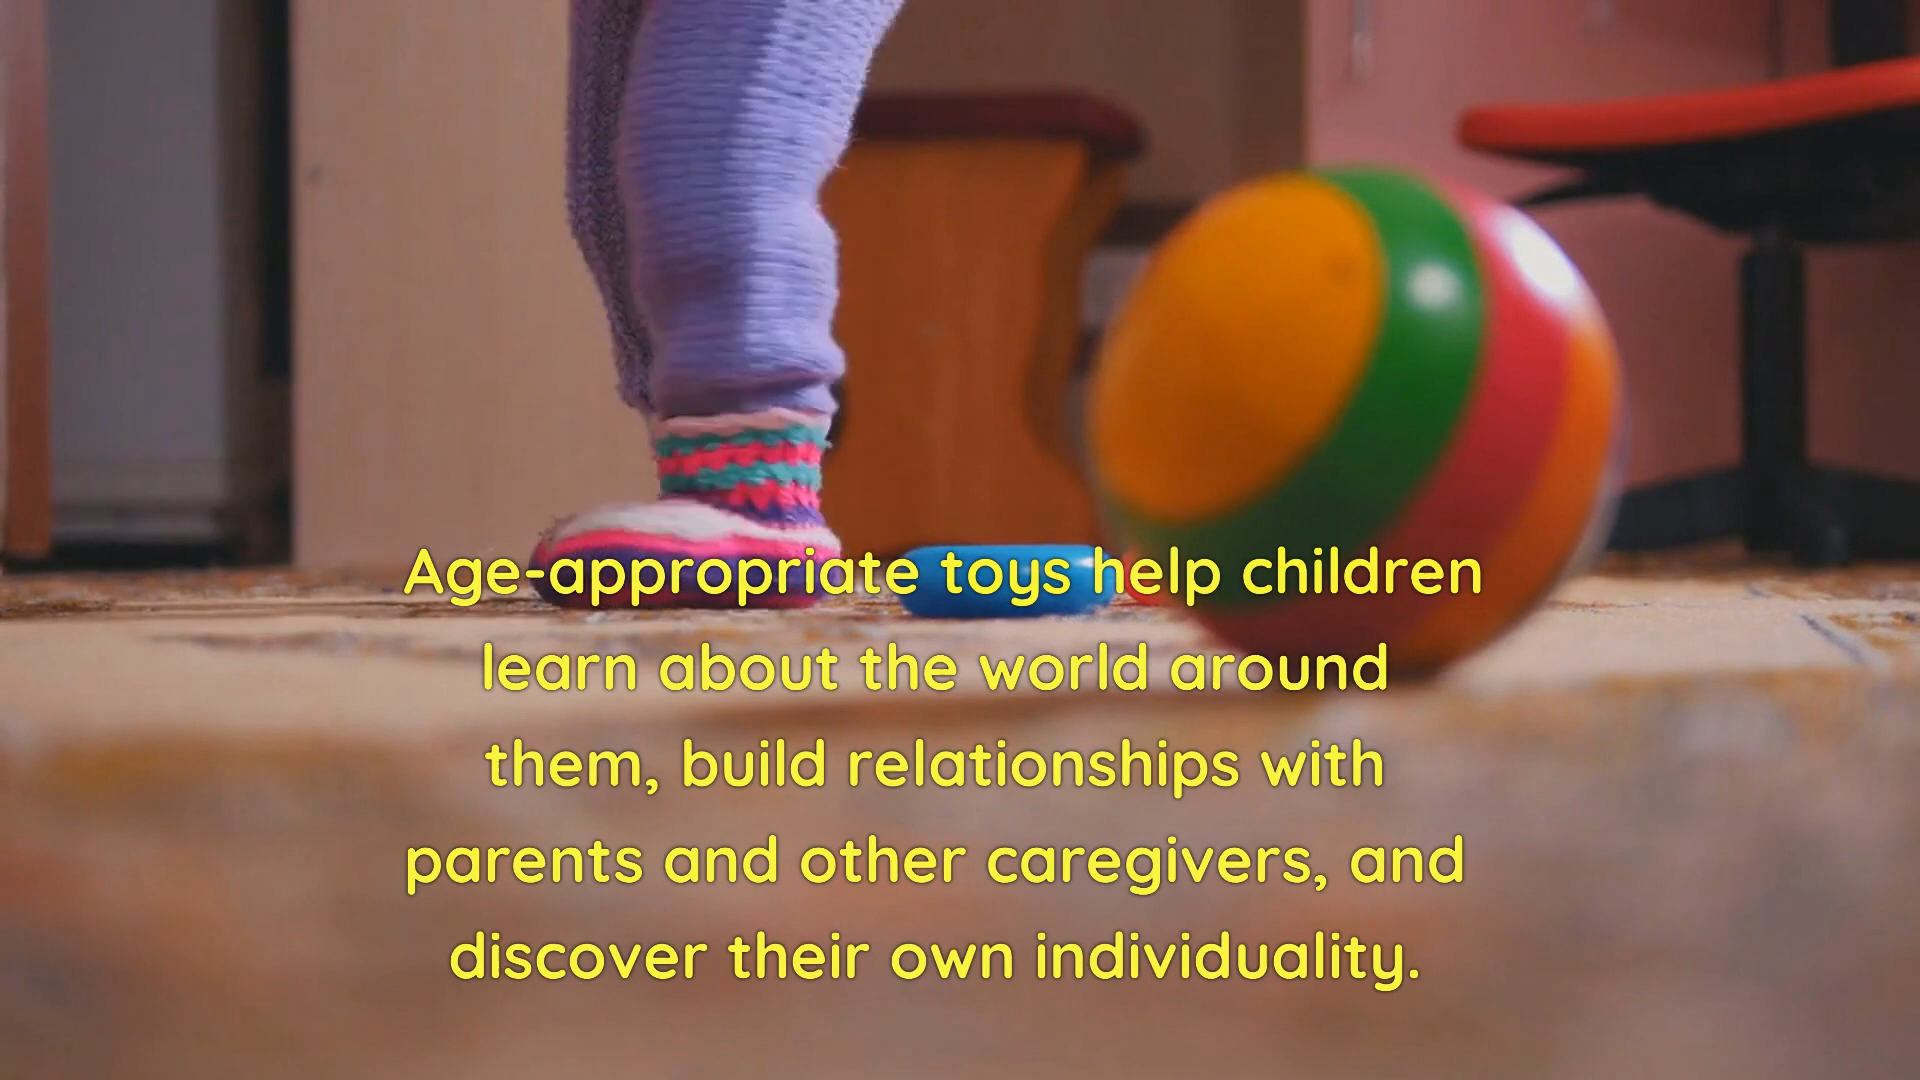 Age-appropriate toys help children
learn about the world around
them, build relationships with
parents and other caregivers, and
discover their own individuality.